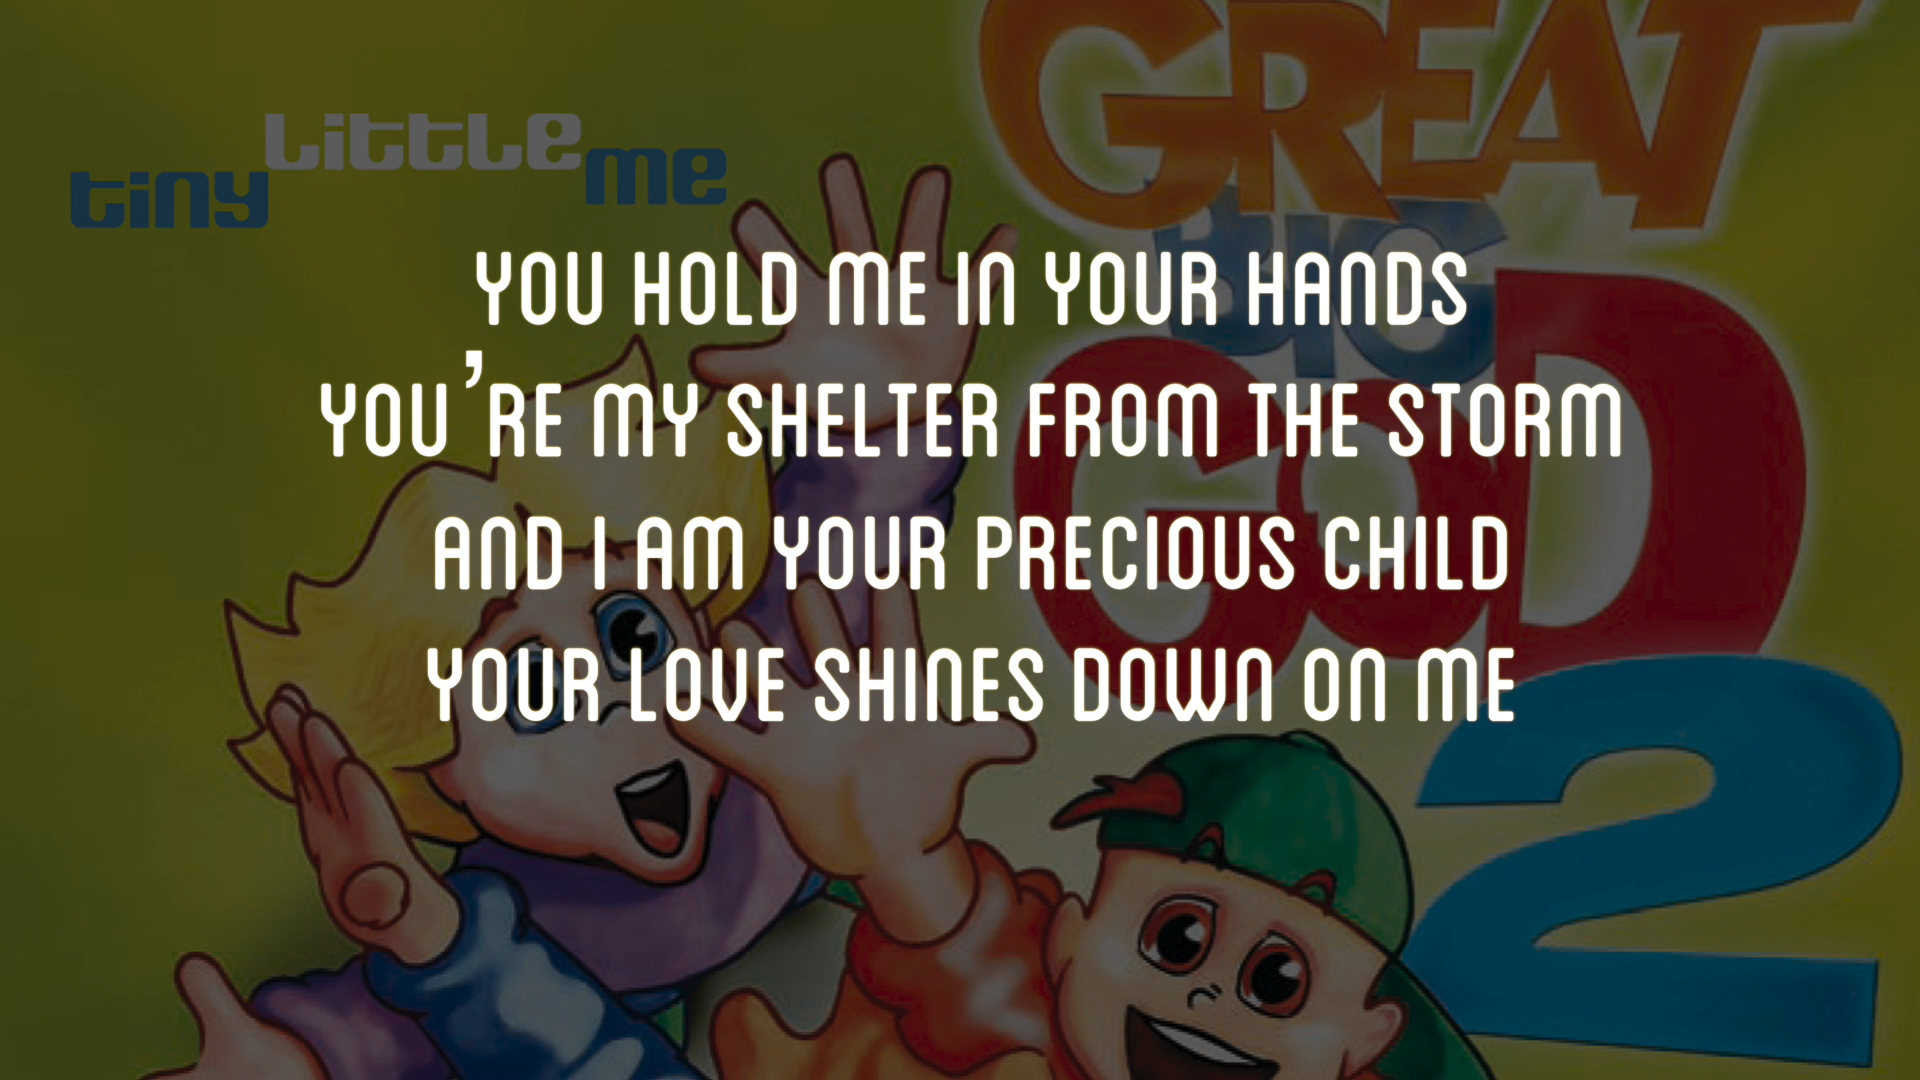 GREAT
BIG
GOD
2
tiny little me
YOU HOLD ME IN YOUR HANDS
YOU'RE MY SHELTER FROM THE STORM
AND I AM YOUR PRECIOUS CHILD
YOUR LOVE SHINES DOWN ON ME